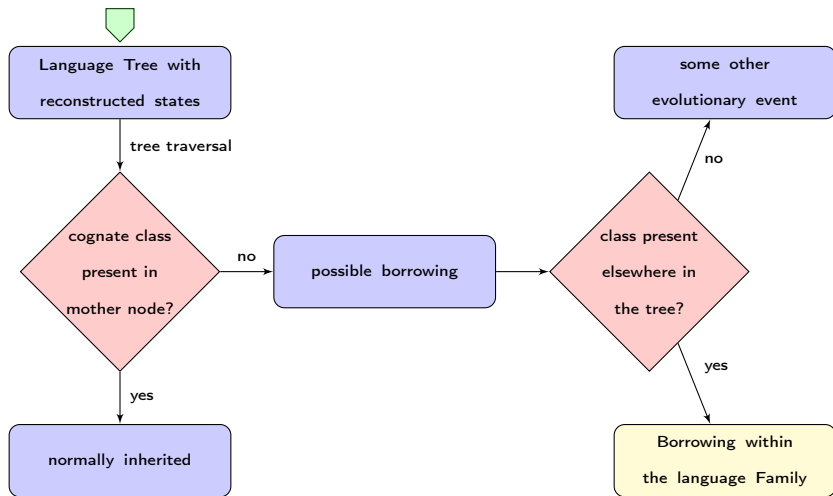 Language Tree with
reconstructed states
tree traversal
cognate class
present in
mother node?
yes
normally inherited
no
possible borrowing
class present
elsewhere in
the tree?
no
some other
evolutionary event
yes
Borrowing within
the language Family